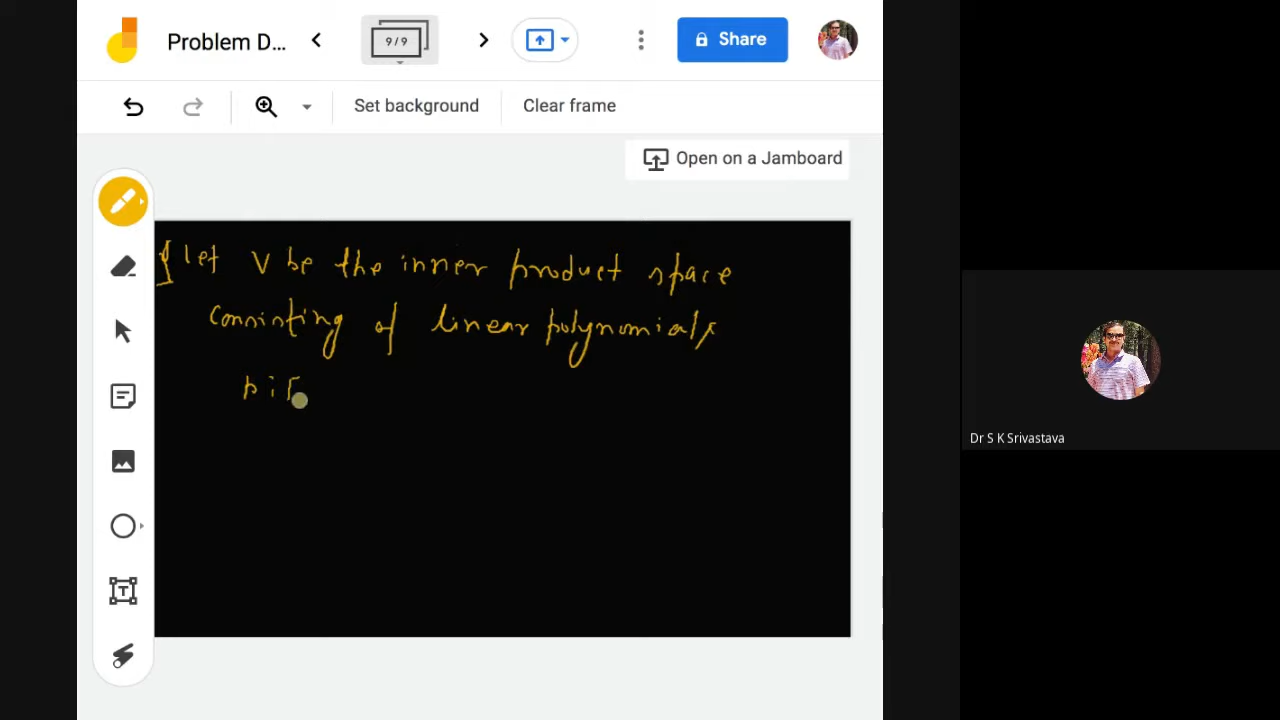 Problem D...
9/9
Share
Set background
Clear frame
Open on a Jamboard
let V be the inner product space
consisting of linear polynomials
Dr S K Srivastava